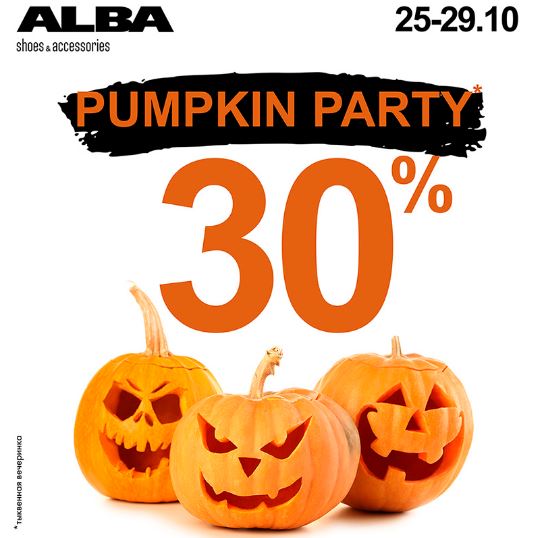 ALBA
shoes & accessories
25-29.10
PUMPKIN PARTY*
30%
*тыквенная вечеринка